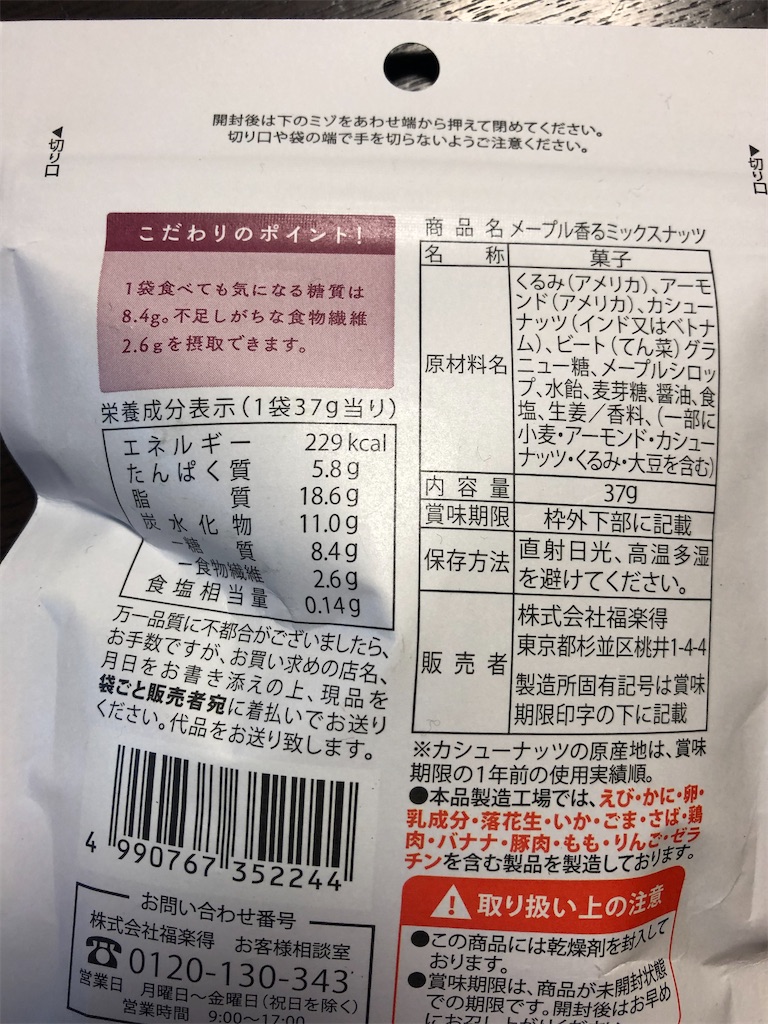 開封後は下のミゾをあわせ端から押えて閉めてください。
切り口や袋の端で手を切らないようご注意ください。
◀切り口
▶切り口
こだわりのポイント!
1袋食べても気になる糖質は
8.4g。不足しがちな食物繊維
2.6gを摂取できます。
栄養成分表示(1袋37g当り)
エネルギー 229kcal
たんぱく質 5.8g
脂質 18.6g
炭水化物 11.0g
ー糖質 8.4g
ー食物繊維 2.6g
食塩相当量 0.14g
万一品質に不都合がございましたら、
お手数ですが、お買い求めの店名、
月日をお書き添えの上、現品を
袋ごと販売者宛に着払いでお送り
ください。代品をお送り致します。
4 990767 352244
お問い合わせ番号
株式会社福楽得 お客様相談室
☎0120-130-343
営業日 月曜日~金曜日(祝日を除く)
営業時間 9:00~17:00
商品名 メープル香るミックスナッツ
名称 菓子
原材料名
くるみ(アメリカ)、アーモ
ンド(アメリカ)、カシュー
ナッツ(インド又はベトナ
ム)、ビート(てん菜)グラ
ニュー糖、メープルシロッ
プ、水飴、麦芽糖、醤油、食
塩、生姜/香料、(一部に
小麦・アーモンド・カシュー
ナッツ・くるみ・大豆を含む)
内容量 37g
賞味期限 枠外下部に記載
保存方法
直射日光、高温多湿
を避けてください。
販売者
株式会社福楽得
東京都杉並区桃井1-4-4
製造所固有記号は賞味
期限印字の下に記載
※カシューナッツの原産地は、賞味
期限の1年前の使用実績順。
●本品製造工場では、えび・かに・卵・
乳成分・落花生・いか・ごま・さば・鶏
肉・バナナ・豚肉・もも・りんご・ゼラ
チンを含む製品を製造しております。
取り扱い上の注意
●この商品には乾燥剤を封入して
おります。
●賞味期限は、商品が未開封状態
での期限です。開封後はお早め